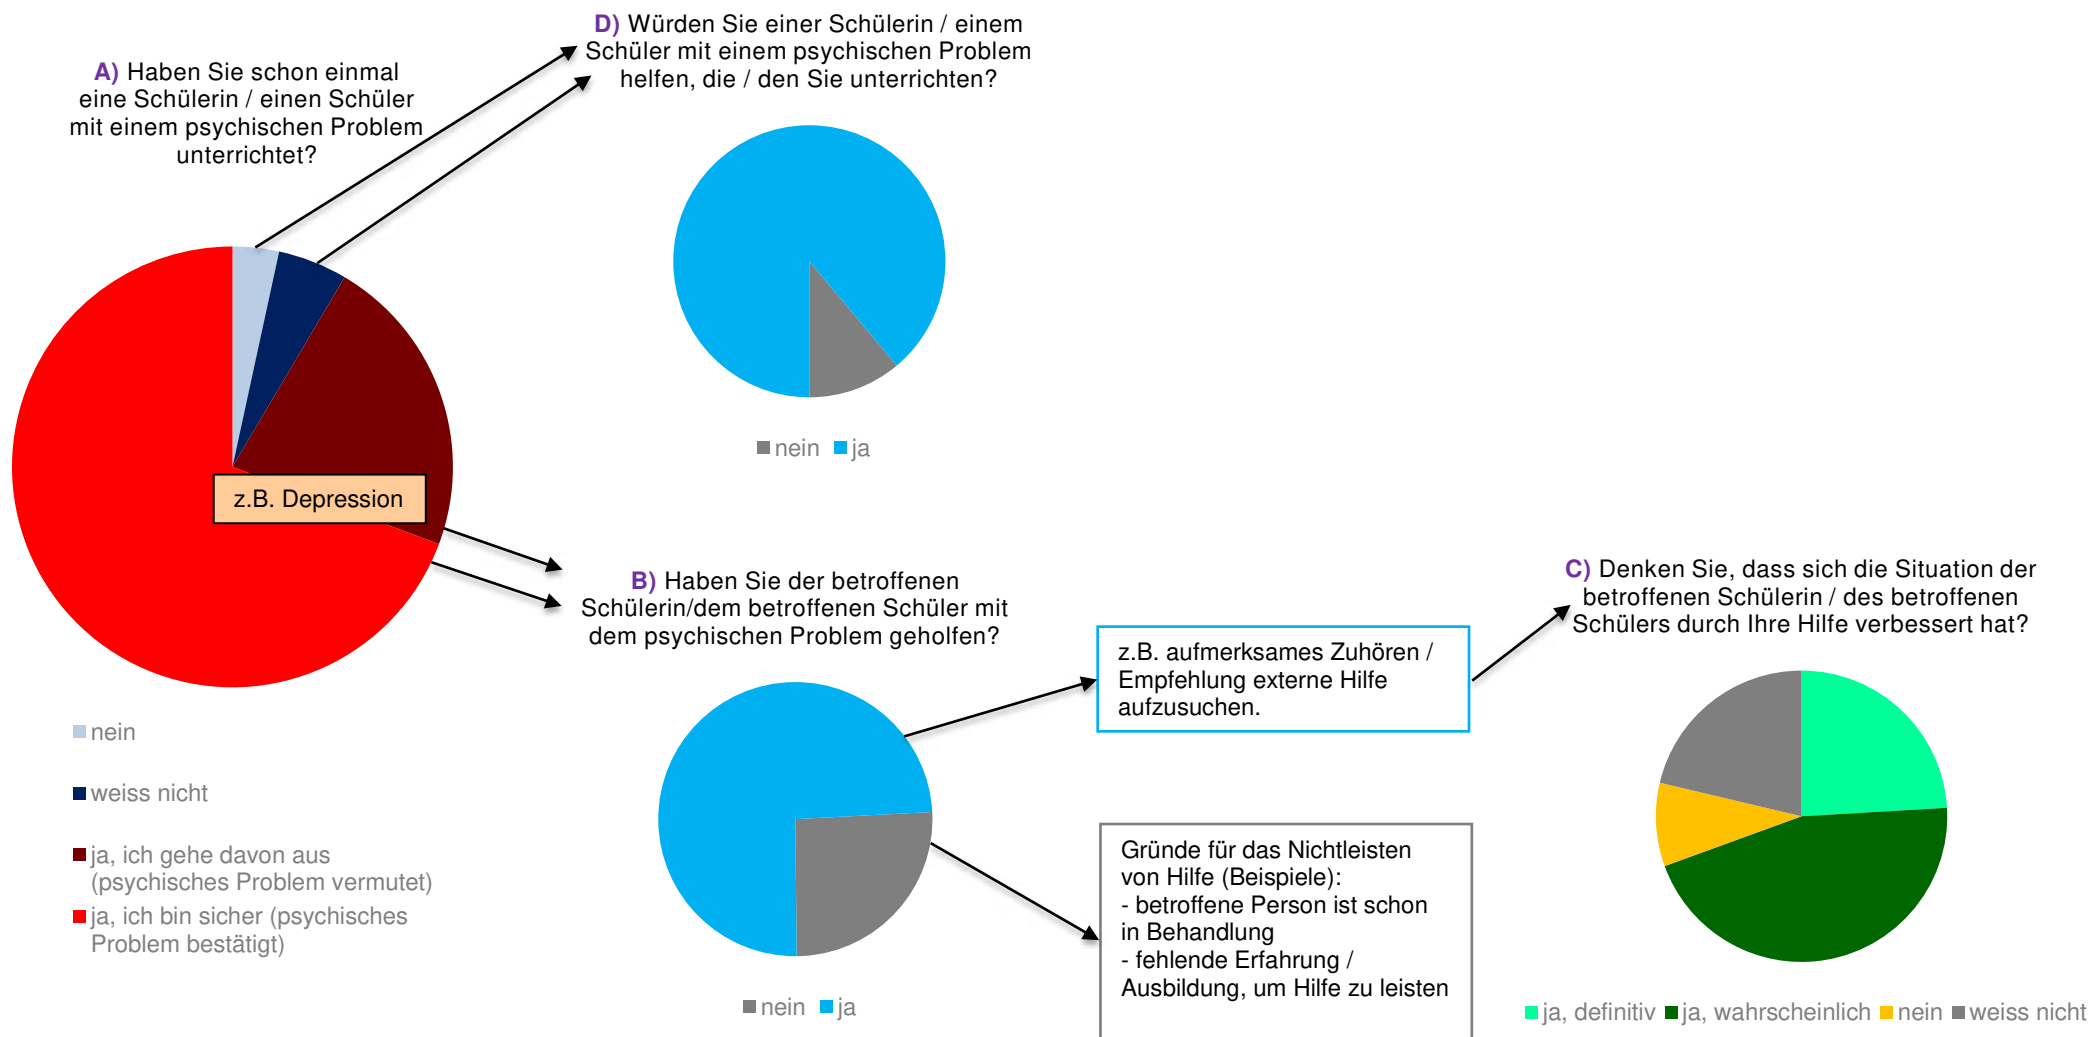 A) Haben Sie schon einmal
eine Schülerin / einen Schüler
mit einem psychischen Problem
unterrichtet?
z.B. Depression
nein
weiss nicht
ja, ich gehe davon aus
(psychisches Problem vermutet)
ja, ich bin sicher (psychisches
Problem bestätigt)
D) Würden Sie einer Schülerin / einem
Schüler mit einem psychischen Problem
helfen, die / den Sie unterrichten?
nein ja
B) Haben Sie der betroffenen
Schülerin/dem betroffenen Schüler mit
dem psychischen Problem geholfen?
nein ja
z.B. aufmerksames Zuhören /
Empfehlung externe Hilfe
aufzusuchen.
Gründe für das Nichtleisten
von Hilfe (Beispiele):
- betroffene Person ist schon
in Behandlung
- fehlende Erfahrung /
Ausbildung, um Hilfe zu leisten
C) Denken Sie, dass sich die Situation der
betroffenen Schülerin / des betroffenen
Schülers durch Ihre Hilfe verbessert hat?
ja, definitiv ja, wahrscheinlich nein weiss nicht